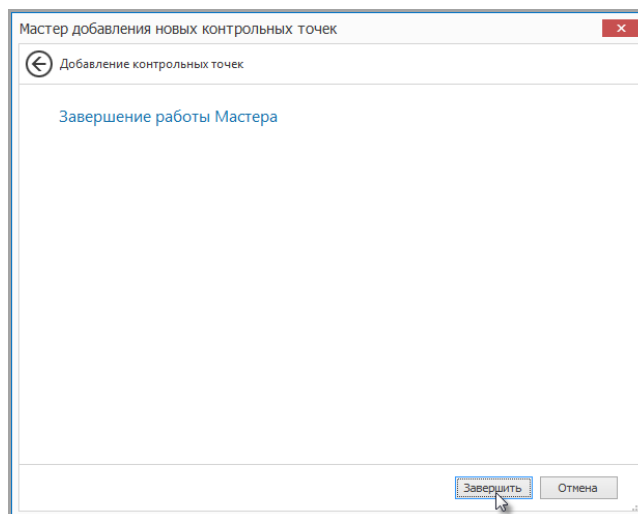 Мастер добавления новых контрольных точек
Добавление контрольных точек
Завершение работы Мастера
Завершить
Отмена